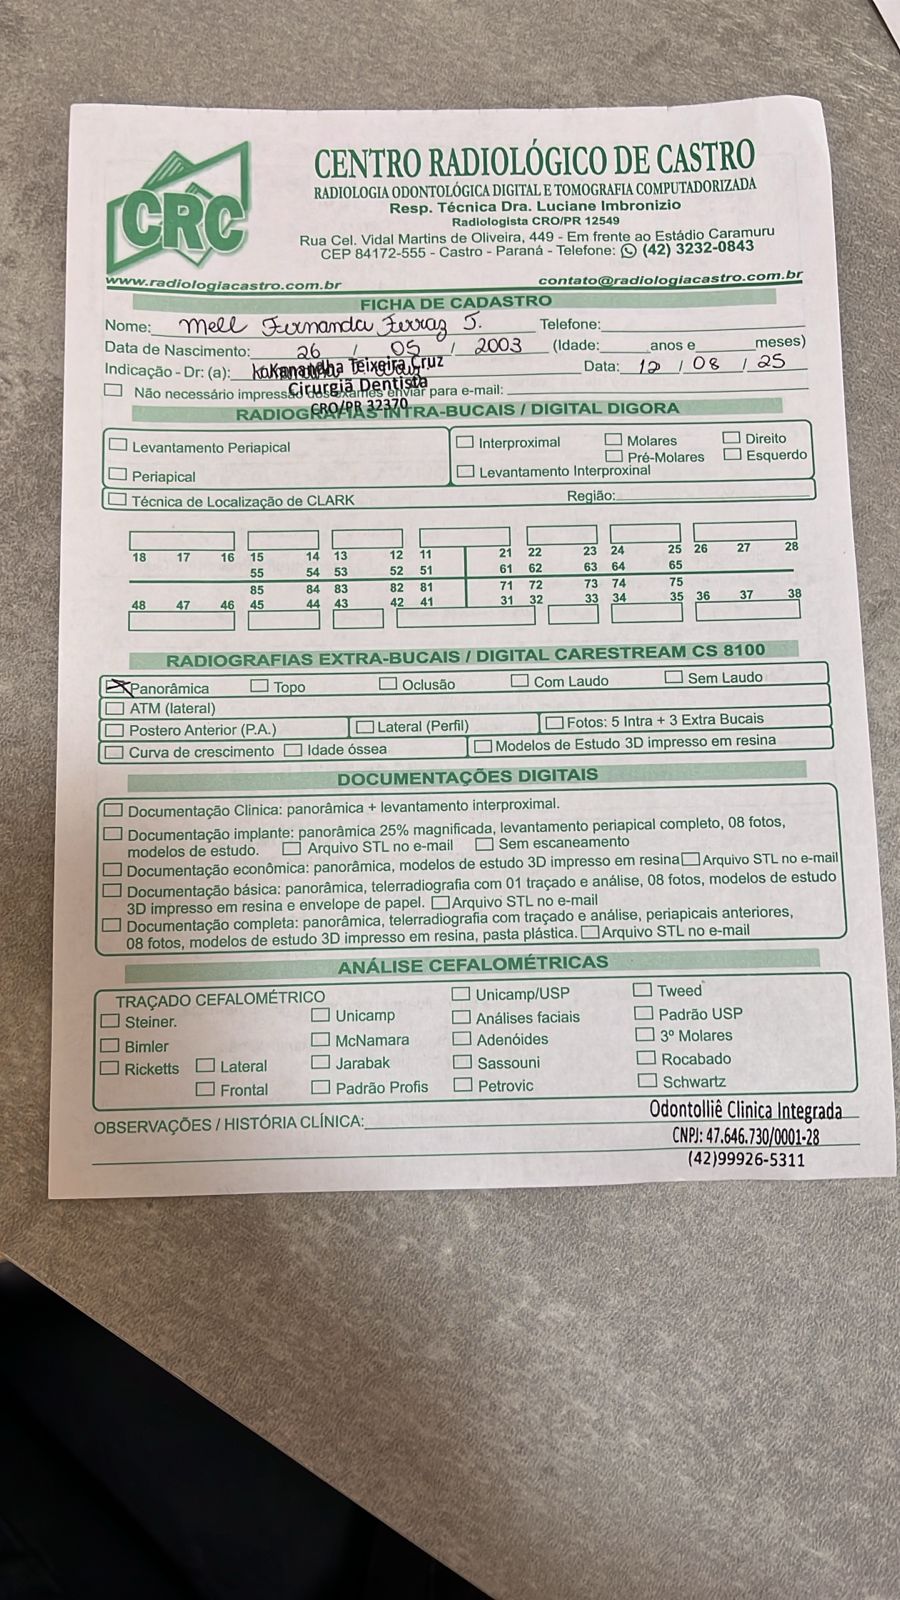 CRC
CENTRO RADIOLÓGICO DE CASTRO
RADIOLOGIA ODONTOLÓGICA DIGITAL E TOMOGRAFIA COMPUTADORIZADA
Resp. Técnica Dra. Luciane Imbronizio
Radiologista CRO/PR 12549
Rua Cel. Vidal Martins de Oliveira, 449 - Em frente ao Estádio Caramuru
CEP 84172-555 - Castro - Paraná - Telefone: (42) 3232-0843
www.radiologiacastro.com.br contato@radiologiacastro.com.br
FICHA DE CADASTRO
Nome: Mell Fernanda Ferraz J. Telefone:
Data de Nascimento: 26 / 05 / 2003 (Idade: anos e meses)
Indicação - Dr: (a): Kanandha Teixeira Cruz Data: 12 / 08 / 25
Cirurgiã Dentista
Não necessário impressão dos exames enviar para e-mail:
CRO/PR 32370
RADIOGRAFIAS INTRA-BUCAIS / DIGITAL DIGORA
Levantamento Periapical Interproximal Molares Direito
Pré-Molares Esquerdo
Periapical Levantamento Interproxinal
Técnica de Localização de CLARK Região:
18 17 16 15 14 13 12 11 21 22 23 24 25 26 27 28
55 54 53 52 51 61 62 63 64 65
85 84 83 82 81 71 72 73 74 75
48 47 46 45 44 43 42 41 31 32 33 34 35 36 37 38
RADIOGRAFIAS EXTRA-BUCAIS / DIGITAL CARESTREAM CS 8100
Panorâmica Topo Oclusão Com Laudo Sem Laudo
ATM (lateral)
Postero Anterior (P.A.) Lateral (Perfil) Fotos: 5 Intra + 3 Extra Bucais
Curva de crescimento Idade óssea Modelos de Estudo 3D impresso em resina
DOCUMENTAÇÕES DIGITAIS
Documentação Clinica: panorâmica + levantamento interproximal.
Documentação implante: panorâmica 25% magnificada, levantamento periapical completo, 08 fotos,
modelos de estudo. Arquivo STL no e-mail Sem escaneamento
Documentação econômica: panorâmica, modelos de estudo 3D impresso em resina Arquivo STL no e-mail
Documentação básica: panorâmica, telerradiografia com 01 traçado e análise, 08 fotos, modelos de estudo
3D impresso em resina e envelope de papel. Arquivo STL no e-mail
Documentação completa: panorâmica, telerradiografia com traçado e análise, periapicais anteriores,
08 fotos, modelos de estudo 3D impresso em resina, pasta plástica. Arquivo STL no e-mail
ANÁLISE CEFALOMÉTRICAS
TRAÇADO CEFALOMÉTRICO Unicamp/USP Tweed
Steiner. Unicamp Análises faciais Padrão USP
Bimler McNamara Adenóides 3º Molares
Ricketts Lateral Jarabak Sassouni Rocabado
Frontal Padrão Profis Petrovic Schwartz
OBSERVAÇÕES / HISTÓRIA CLÍNICA:
Odontolliê Clinica Integrada
CNPJ: 47.646.730/0001-28
(42)99926-5311